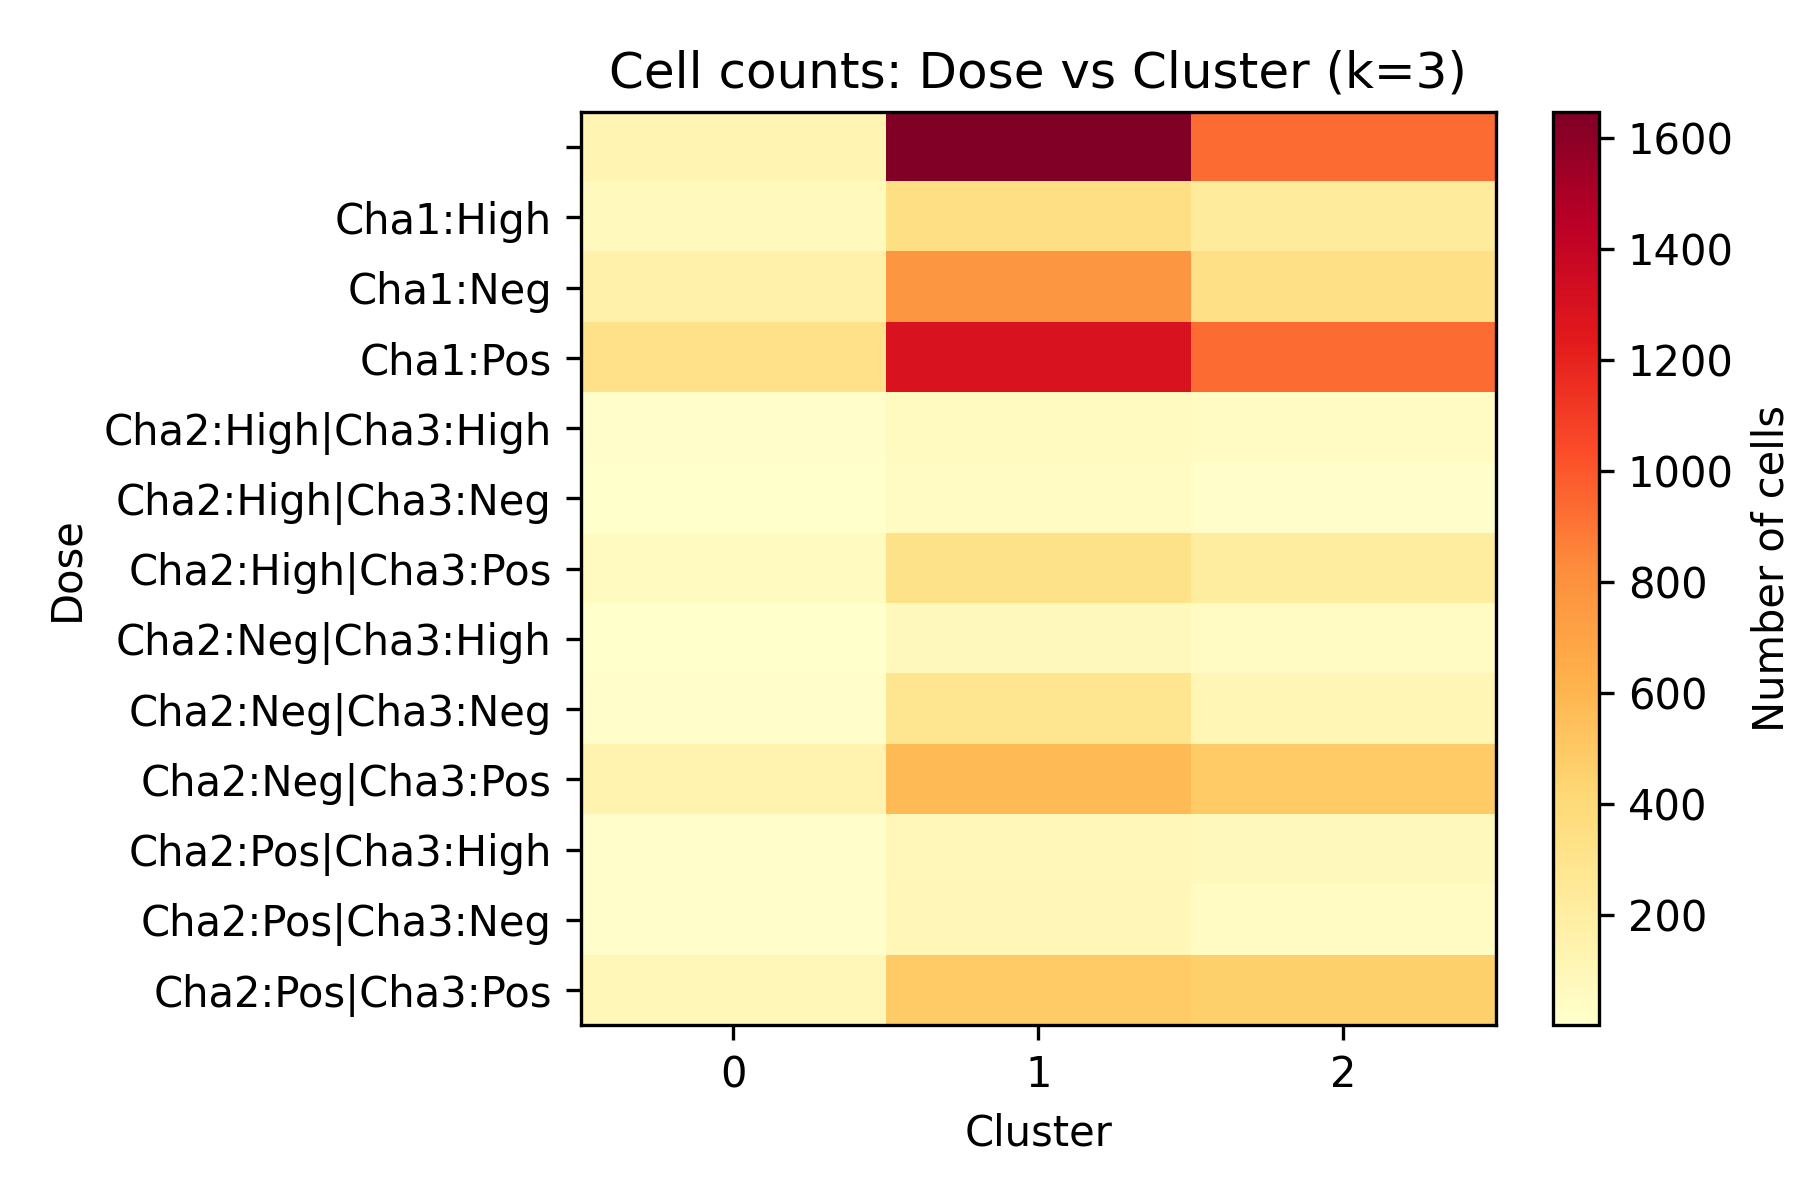 Cell counts: Dose vs Cluster (k=3)
Cha1:High
Cha1:Neg
Cha1:Pos
Cha2:High|Cha3:High
Cha2:High|Cha3:Neg
Cha2:High|Cha3:Pos
Cha2:Neg|Cha3:High
Cha2:Neg|Cha3:Neg
Cha2:Neg|Cha3:Pos
Cha2:Pos|Cha3:High
Cha2:Pos|Cha3:Neg
Cha2:Pos|Cha3:Pos
Dose
0 1 2
Cluster
1600
1400
1200
1000
800
600
400
200
Number of cells